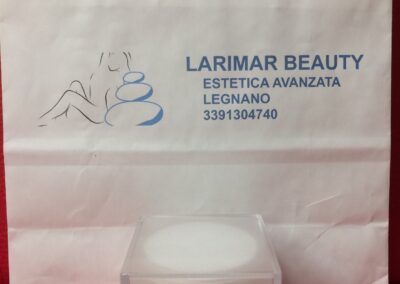 LARIMAR BEAUTY
ESTETICA AVANZATA
LEGNANO
3391304740